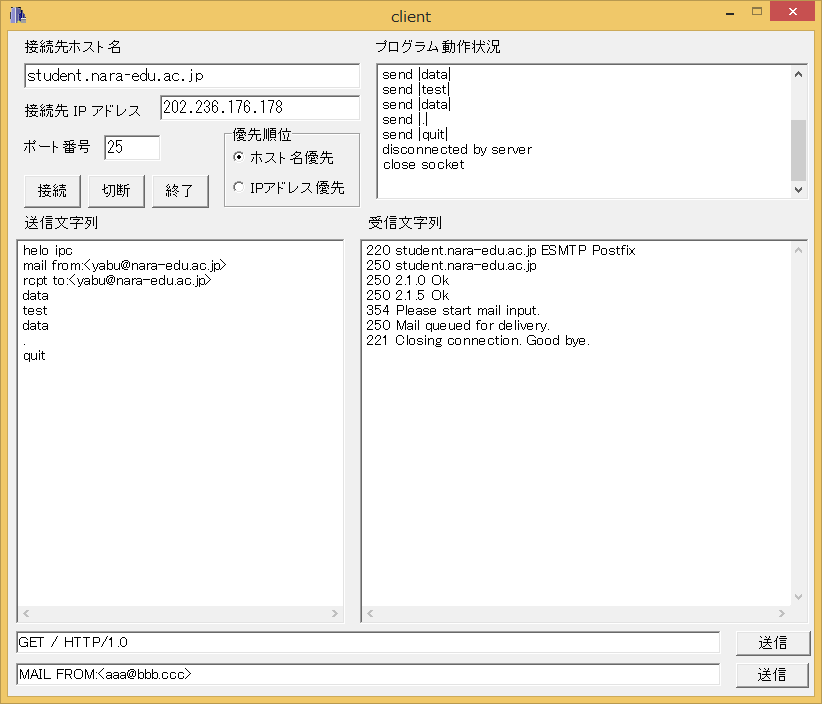 client
接続先ホスト名
student.nara-edu.ac.jp
接続先 IP アドレス
202.236.176.178
ポート番号
25
優先順位
ホスト名優先
IPアドレス優先
接続
切断
終了
プログラム動作状況
send |data|
send |test|
send |data|
send |.|
send |quit|
disconnected by server
close socket
送信文字列
helo ipc
mail from:<yabu@nara-edu.ac.jp>
rcpt to:<yabu@nara-edu.ac.jp>
data
test
data
.
quit
受信文字列
220 student.nara-edu.ac.jp ESMTP Postfix
250 student.nara-edu.ac.jp
250 2.1.0 Ok
250 2.1.5 Ok
354 Please start mail input.
250 Mail queued for delivery.
221 Closing connection. Good bye.
GET / HTTP/1.0
送信
MAIL FROM:<aaa@bbb.ccc>
送信